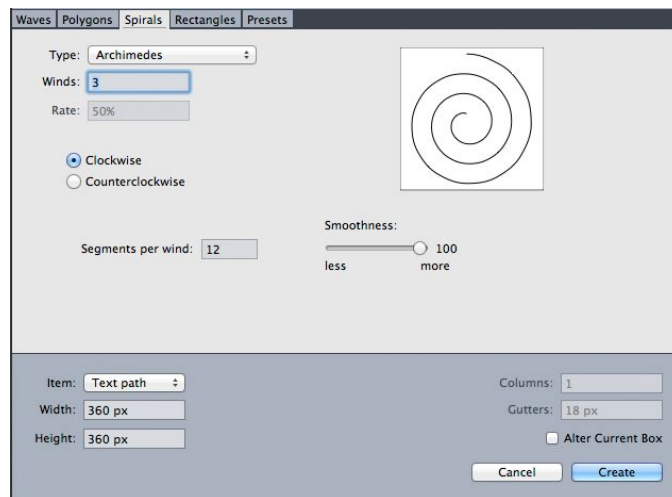 Waves Polygons Spirals Rectangles Presets
Type: Archimedes
Winds: 3
Rate: 50%
Clockwise
Counterclockwise
Segments per wind: 12
Smoothness:
100
less more
Item: Text path
Width: 360 px
Height: 360 px
Columns: 1
Gutters: 18 px
Alter Current Box
Cancel Create